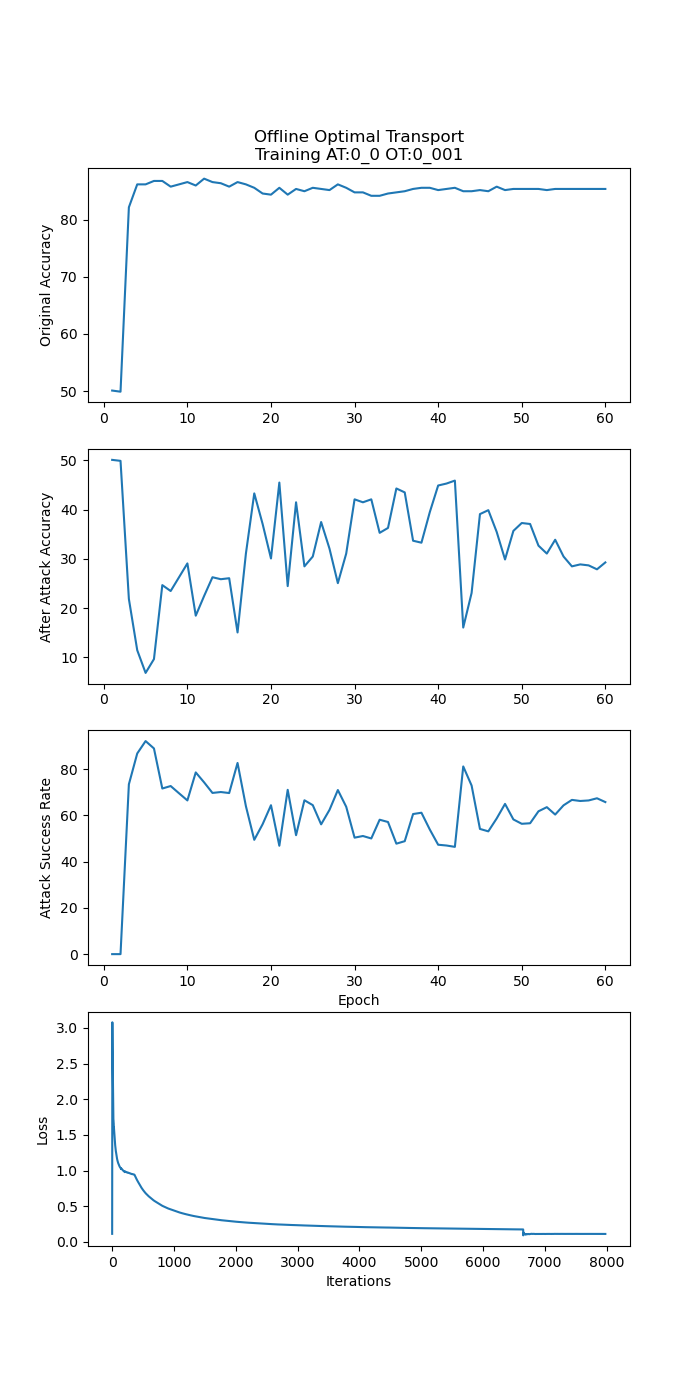 Offline Optimal Transport
Training AT:0_0 OT:0_001
Original Accuracy
80
70
60
50
0 10 20 30 40 50 60
After Attack Accuracy
50
40
30
20
10
0 10 20 30 40 50 60
Attack Success Rate
80
60
40
20
0
0 10 20 30 40 50 60
Epoch
Loss
3.0
2.5
2.0
1.5
1.0
0.5
0.0
0 1000 2000 3000 4000 5000 6000 7000 8000
Iterations